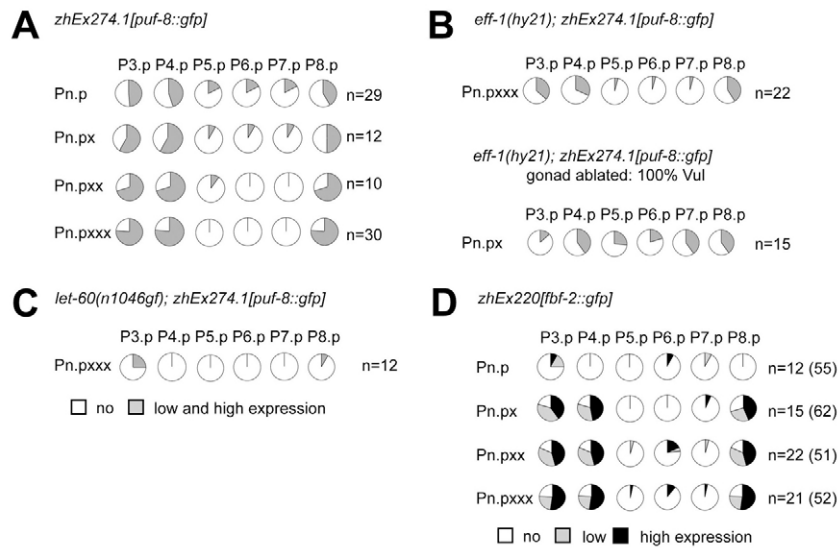 A zhEx274.1[puf-8::gfp]
P3.p P4.p P5.p P6.p P7.p P8.p
Pn.p n=29
Pn.px n=12
Pn.pxx n=10
Pn.pxxx n=30
B eff-1(hy21); zhEx274.1[puf-8::gfp]
P3.p P4.p P5.p P6.p P7.p P8.p
Pn.pxxx n=22
eff-1(hy21); zhEx274.1[puf-8::gfp]
gonad ablated: 100% Vul
P3.p P4.p P5.p P6.p P7.p P8.p
Pn.px n=15
C let-60(n1046gf); zhEx274.1[puf-8::gfp]
P3.p P4.p P5.p P6.p P7.p P8.p
Pn.pxxx n=12
no low and high expression
D zhEx220[fbf-2::gfp]
P3.p P4.p P5.p P6.p P7.p P8.p
Pn.p n=12 (55)
Pn.px n=15 (62)
Pn.pxx n=22 (51)
Pn.pxxx n=21 (52)
no low high expression